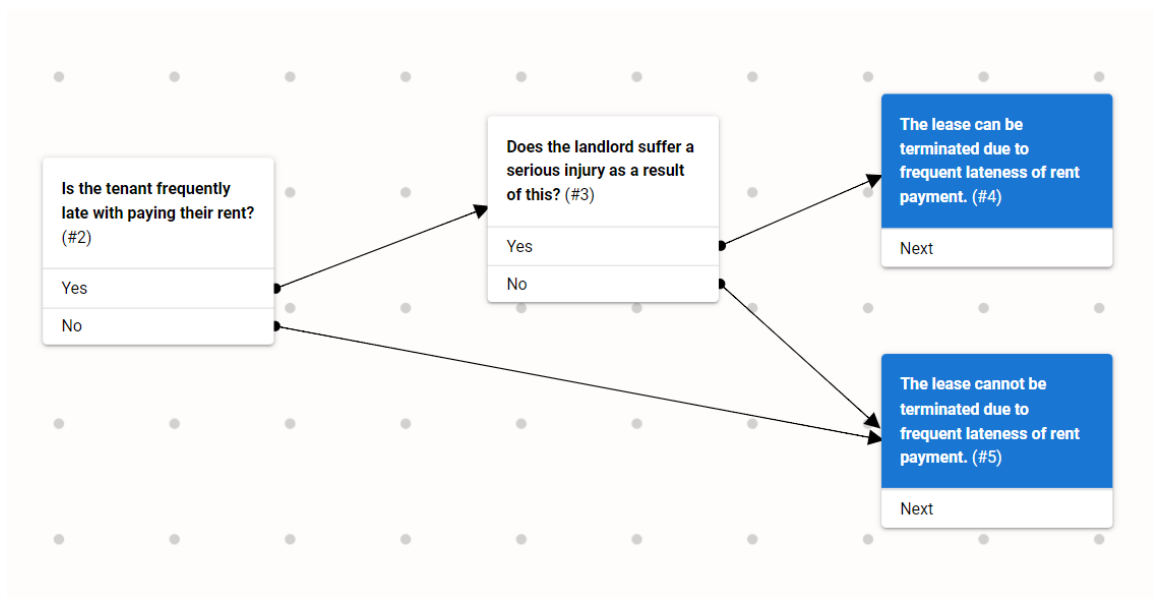 Is the tenant frequently
late with paying their rent?
(#2)
Yes
No
Does the landlord suffer a
serious injury as a result
of this? (#3)
Yes
No
The lease can be
terminated due to
frequent lateness of rent
payment. (#4)
Next
The lease cannot be
terminated due to
frequent lateness of rent
payment. (#5)
Next